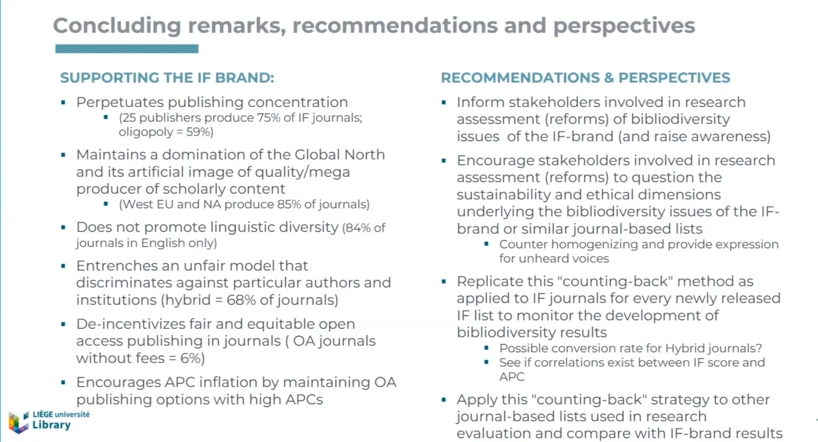 Concluding remarks, recommendations and perspectives
SUPPORTING THE IF BRAND:
Perpetuates publishing concentration
(25 publishers produce 75% of IF journals;
oligopoly = 59%)
Maintains a domination of the Global North
and its artificial image of quality/mega
producer of scholarly content
(West EU and NA produce 85% of journals)
Does not promote linguistic diversity (84% of
journals in English only)
Entrenches an unfair model that
discriminates against particular authors and
institutions (hybrid = 68% of journals)
De-incentivizes fair and equitable open
access publishing in journals ( OA journals
without fees = 6%)
Encourages APC inflation by maintaining OA
publishing options with high APCs
RECOMMENDATIONS & PERSPECTIVES
Inform stakeholders involved in research
assessment (reforms) of bibliodiversity
issues of the IF-brand (and raise awareness)
Encourage stakeholders involved in research
assessment (reforms) to question the
sustainability and ethical dimensions
underlying the bibliodiversity issues of the IF-
brand or similar journal-based lists
Counter homogenizing and provide expression
for unheard voices
Replicate this "counting-back" method as
applied to IF journals for every newly released
IF list to monitor the development of
bibliodiversity results
Possible conversion rate for Hybrid journals?
See if correlations exist between IF score and
APC
Apply this "counting-back" strategy to other
journal-based lists used in research
evaluation and compare with IF-brand results
LIÈGE université
Library